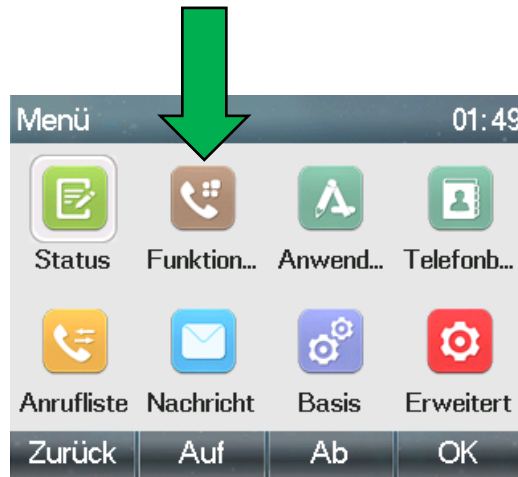 Menü 01:49
Status Funktion... Anwend... Telefonb...
Anrufliste Nachricht Basis Erweitert
Zurück Auf Ab OK